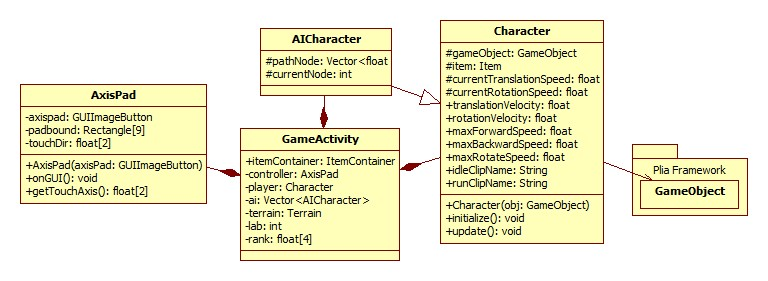 AICharacter
#pathNode: Vector<float
#currentNode: int
Character
#gameObject: GameObject
#item: Item
#currentTranslationSpeed: float
#currentRotationSpeed: float
+translationVelocity: float
+rotationVelocity: float
+maxForwardSpeed: float
+maxBackwardSpeed: float
+maxRotateSpeed: float
+idleClipName: String
+runClipName: String
+Character(obj: GameObject)
+initialize(): void
+update(): void
AxisPad
-axispad: GUIImageButton
-padbound: Rectangle[9]
-touchDir: float[2]
+AxisPad(axisPad: GUIImageButton)
+onGUI(): void
+getTouchAxis(): float[2]
GameActivity
+itemContainer: ItemContainer
-controller: AxisPad
-player: Character
-ai: Vector<AICharacter>
-terrain: Terrain
-lab: int
-rank: float[4]
Plia Framework
GameObject